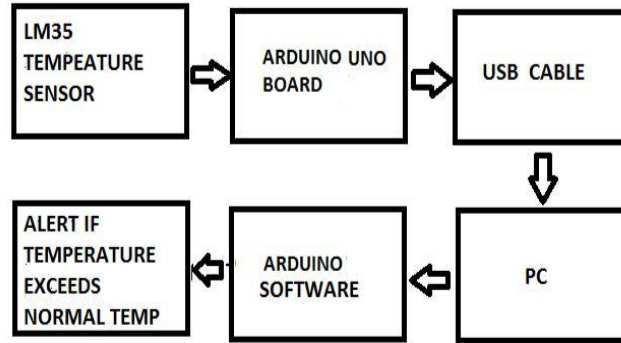 LM35
TEMPEATURE
SENSOR
ARDUINO UNO
BOARD
USB CABLE
ALERT IF
TEMPERATURE
EXCEEDS
NORMAL TEMP
ARDUINO
SOFTWARE
PC